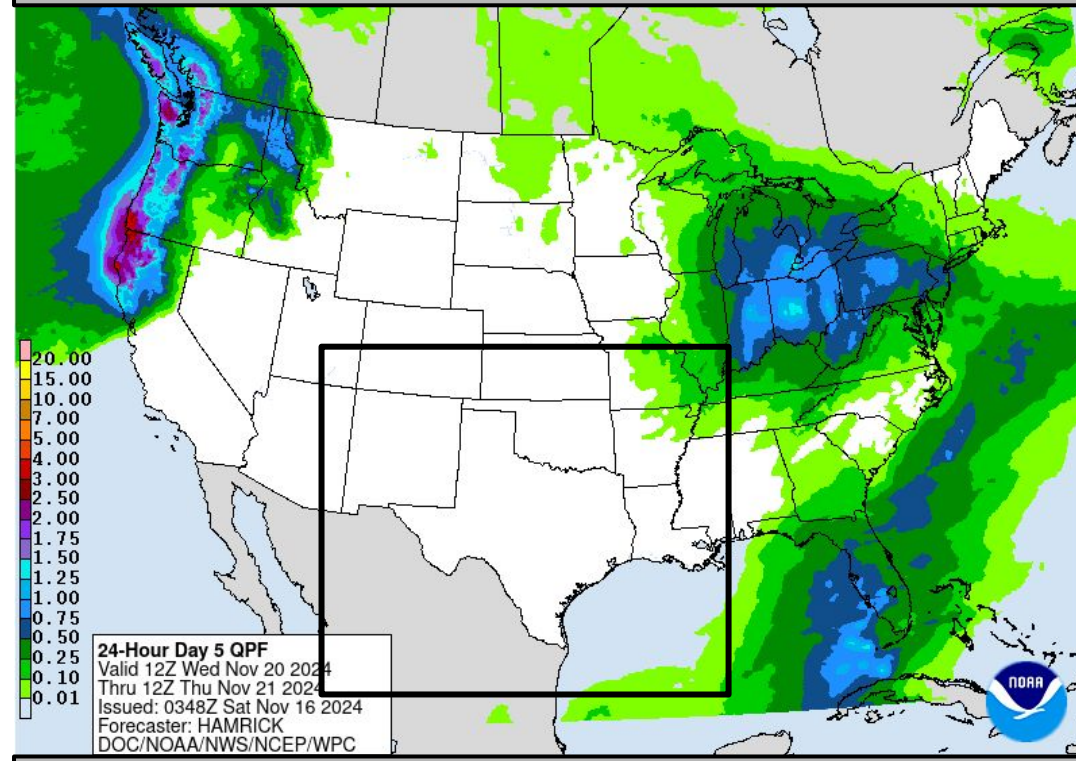 20.00
15.00
10.00
7.00
5.00
4.00
3.00
2.50
2.00
1.75
1.50
1.25
1.00
0.75
0.50
0.25
0.10
0.01
24-Hour Day 5 QPF
Valid 12Z Wed Nov 20 2024
Thru 12Z Thu Nov 21 2024
Issued: 0348Z Sat Nov 16 2024
Forecaster: HAMRICK
DOC/NOAA/NWS/NCEP/WPC
NOAA